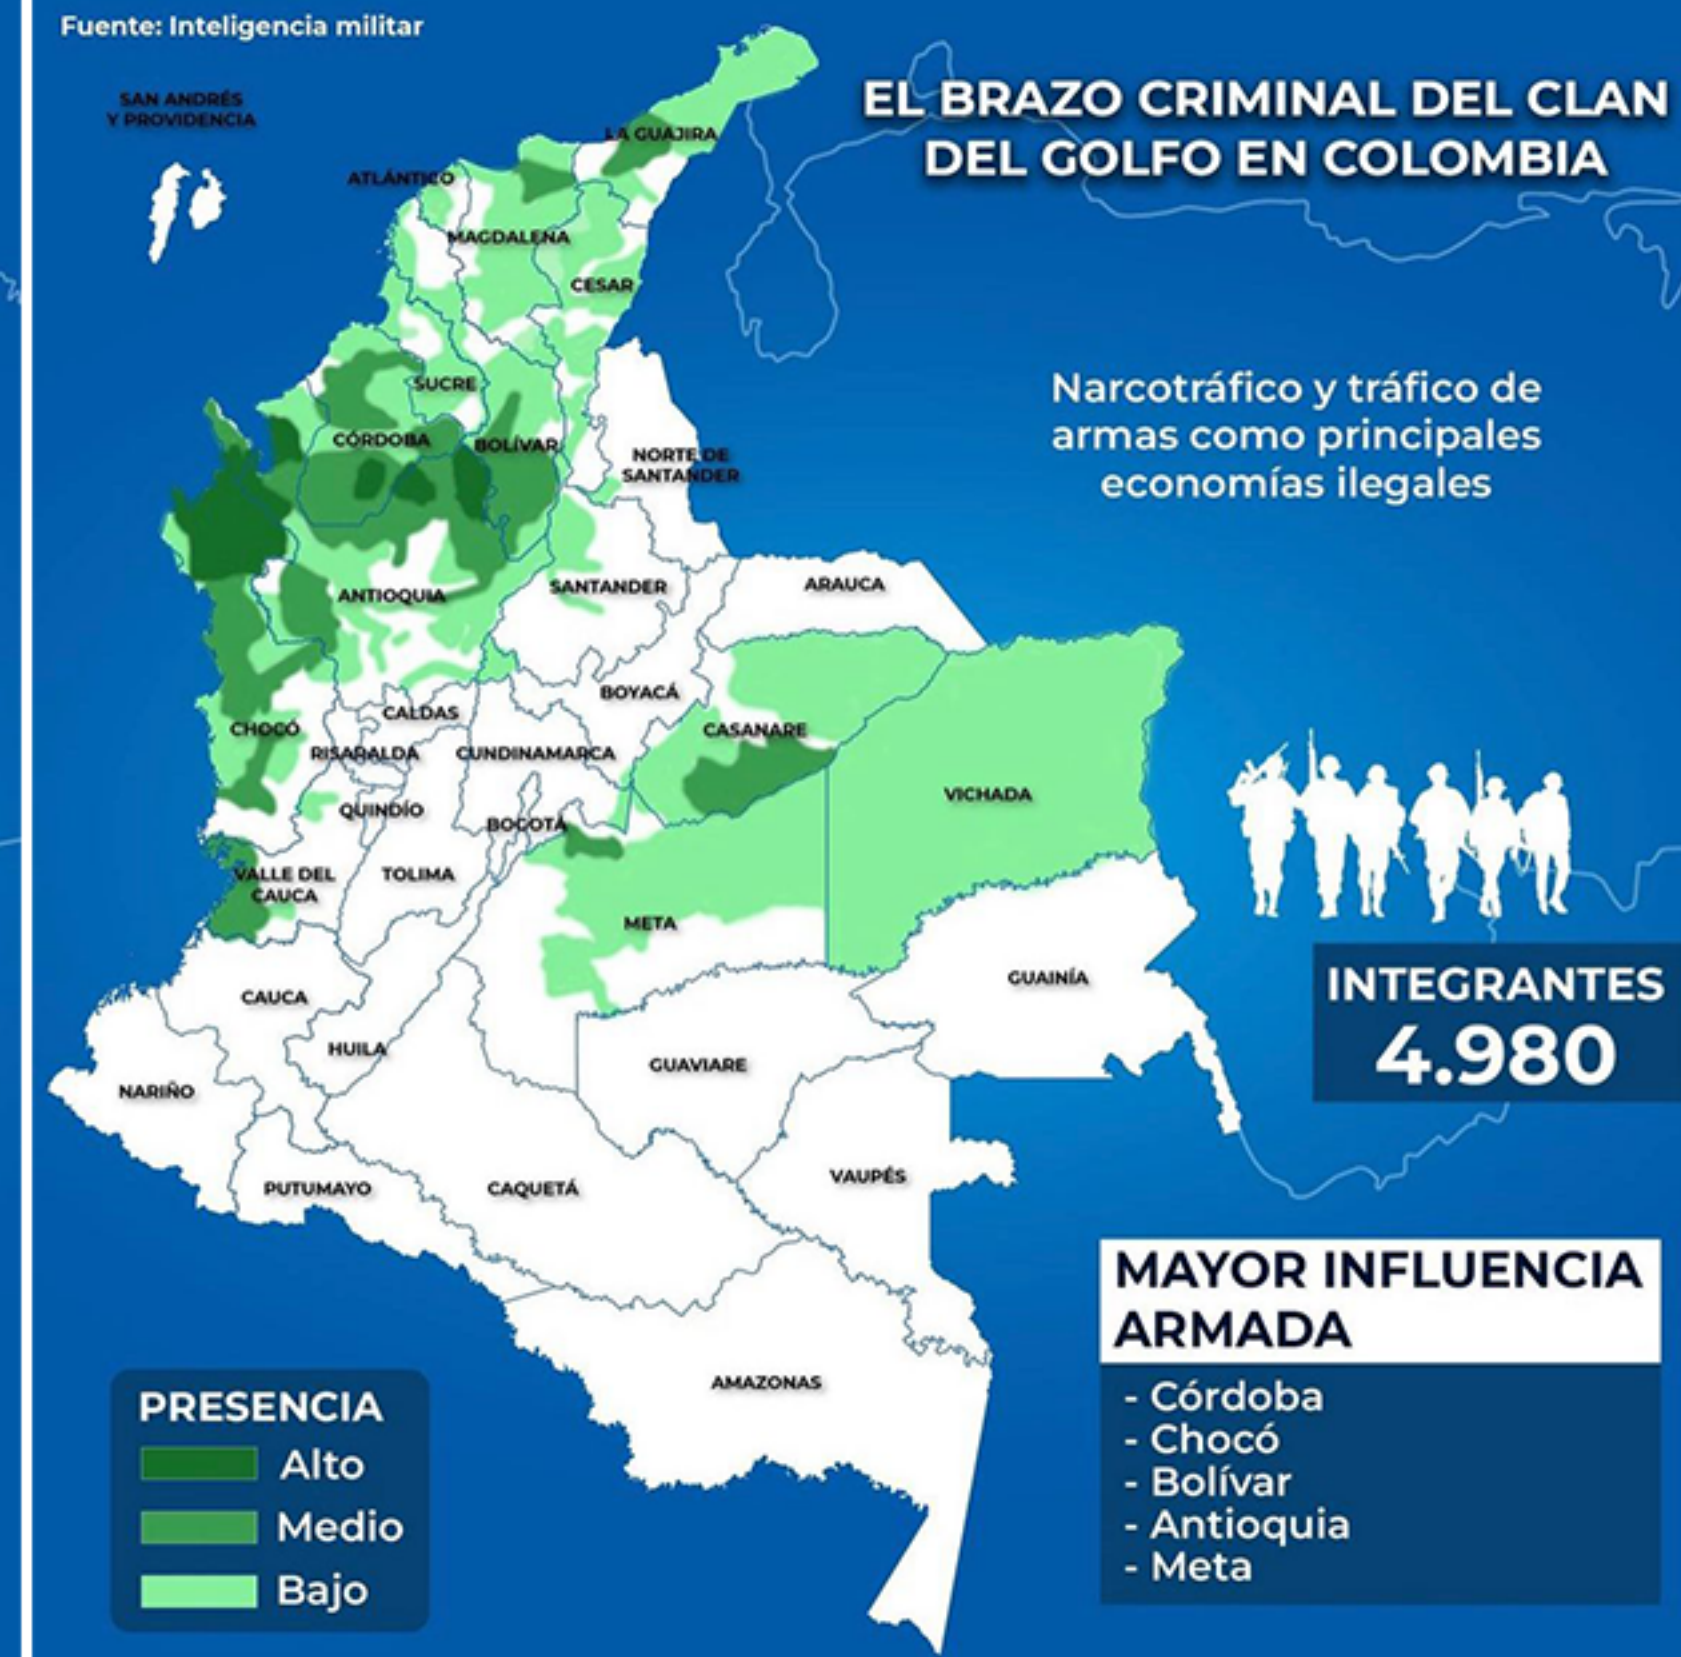 Fuente: Inteligencia militar
EL BRAZO CRIMINAL DEL CLAN
DEL GOLFO EN COLOMBIA
SAN ANDRÉS
Y PROVIDENCIA
LA GUAJIRA
ATLÁNTICO
MAGDALENA
CESAR
Narcotráfico y tráfico de
armas como principales
economías ilegales
SUCRE
CÓRDOBA
BOLÍVAR
NORTE DE
SANTANDER
ANTIOQUIA
SANTANDER
ARAUCA
BOYACÁ
CALDAS
CHOCÓ
CASANARE
RISARALDA
CUNDINAMARCA
VICHADA
QUINDÍO
BOGOTÁ
VALLE DEL
CAUCA
TOLIMA
META
CAUCA
GUAINÍA
INTEGRANTES
4.980
HUILA
GUAVIARE
NARIÑO
PUTUMAYO
CAQUETÁ
VAUPÉS
AMAZONAS
MAYOR INFLUENCIA
ARMADA
- Córdoba
- Chocó
- Bolívar
- Antioquia
- Meta
PRESENCIA
Alto
Medio
Bajo